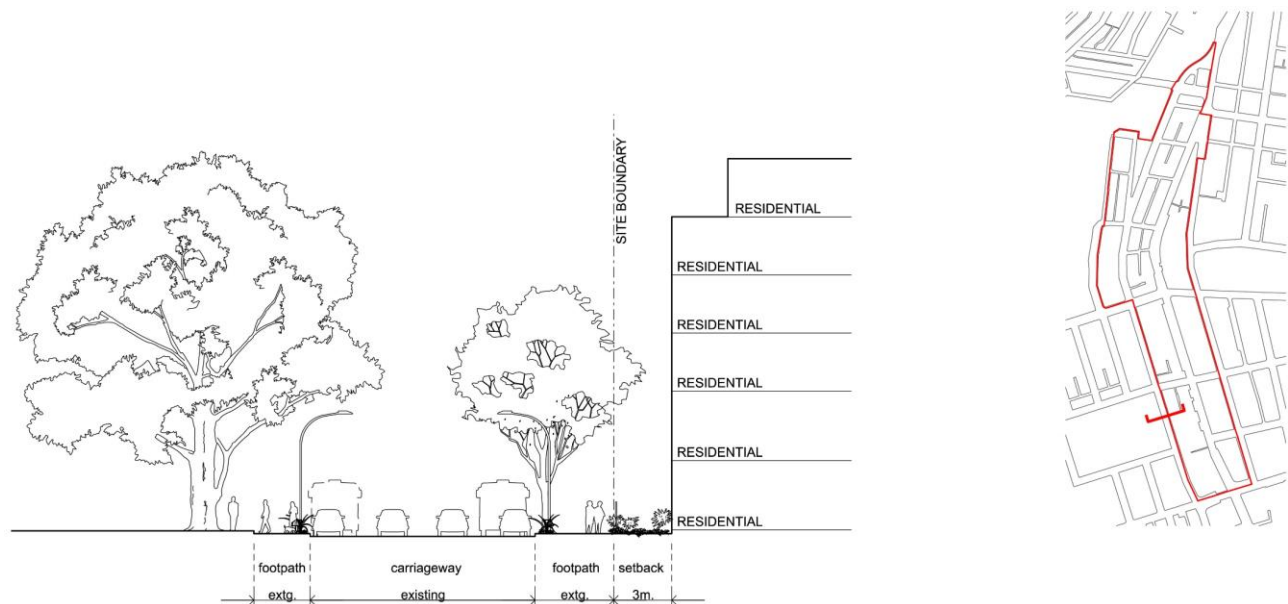 SITE BOUNDARY
RESIDENTIAL
RESIDENTIAL
RESIDENTIAL
RESIDENTIAL
RESIDENTIAL
RESIDENTIAL
footpath carriageway footpath setback
extg. existing extg. 3m.